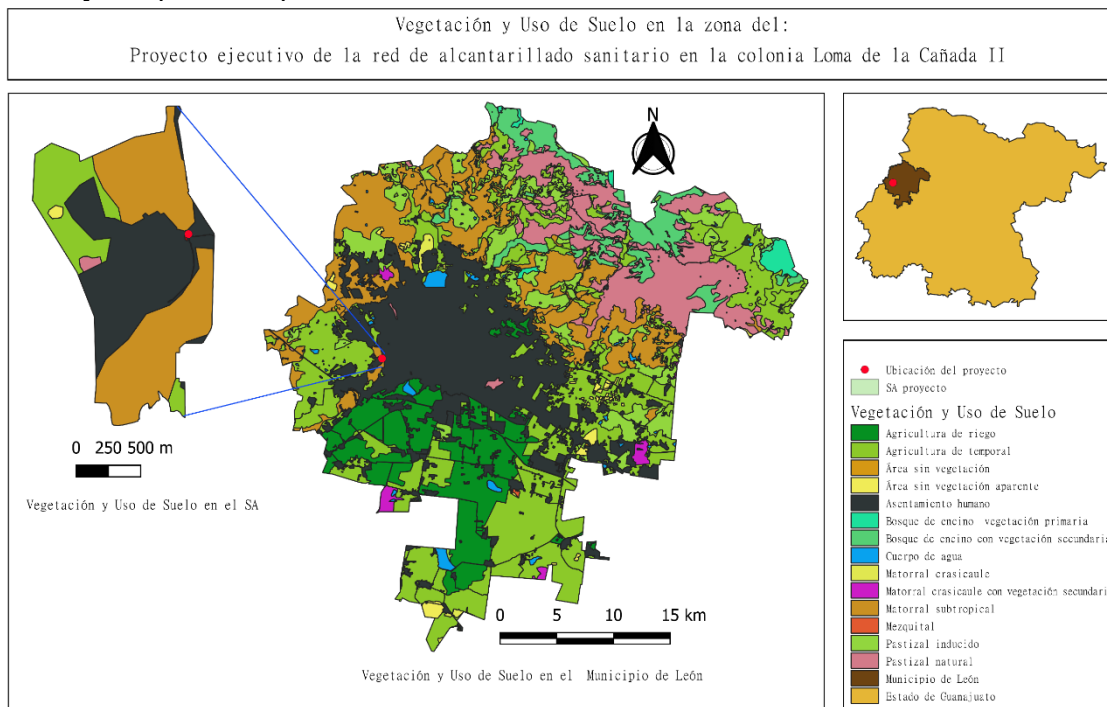 Vegetación y Uso de Suelo en la zona del:
Proyecto ejecutivo de la red de alcantarillado sanitario en la colonia Loma de la Cañada II
N
0 250 500 m
Vegetación y Uso de Suelo en el SA
0 5 10 15 km
Vegetación y Uso de Suelo en el Municipio de León
Ubicación del proyecto
SA proyecto
Vegetación y Uso de Suelo
Agricultura de riego
Agricultura de temporal
Área sin vegetación
Área sin vegetación aparente
Asentamiento humano
Bosque de encino vegetación primaria
Bosque de encino con vegetación secundaria
Cuerpo de agua
Matorral crasicaule
Matorral crasicaule con vegetación secundari
Matorral subtropical
Mezquital
Pastizal inducido
Pastizal natural
Municipio de León
Estado de Guanajuato